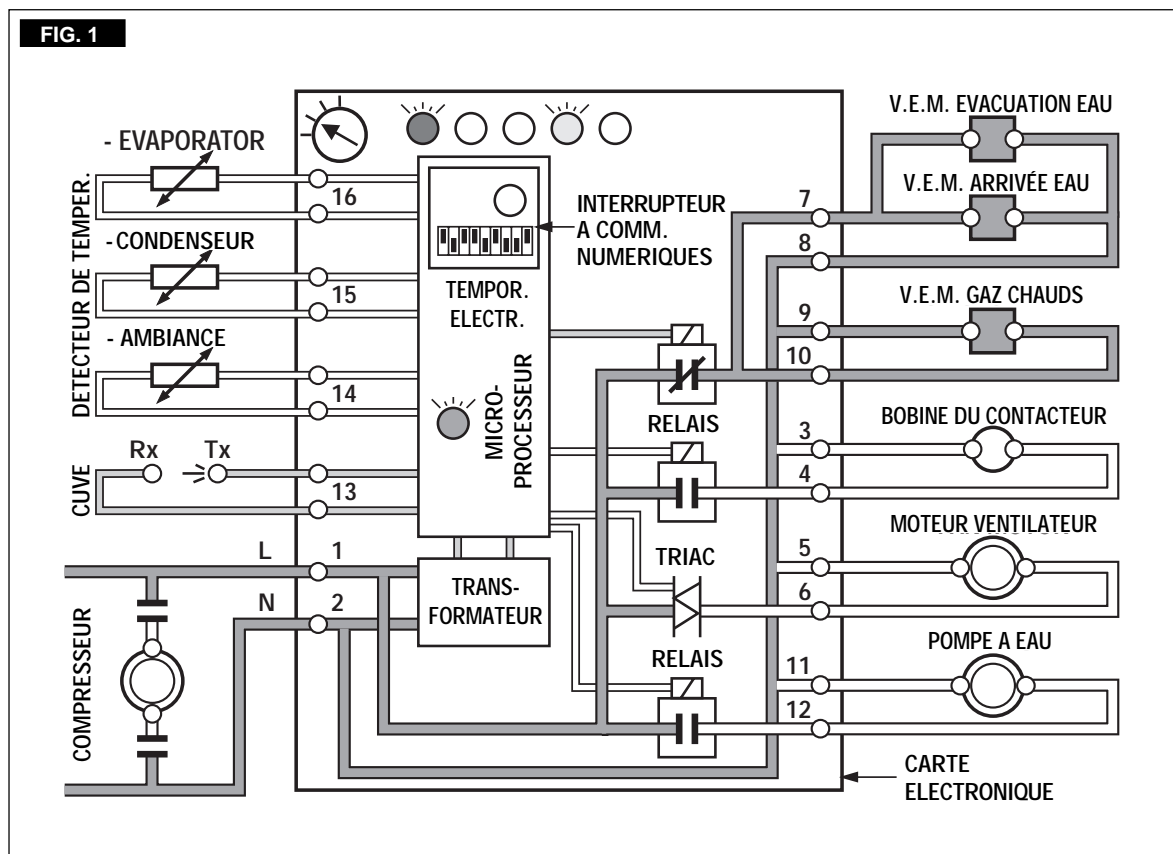 FIG. 1
- EVAPORATOR
16
-CONDENSEUR
15
- AMBIANCE
14
DETECTEUR DE TEMPER.
Rx Tx
13
CUVE
L 1
N 2
COMPRESSEUR
INTERRUPTEUR
A COMM.
NUMERIQUES
TEMPOR.
ELECTR.
MICRO-
PROCESSEUR
TRANS-
FORMATEUR
RELAIS
TRIAC
RELAIS
7
8
9
10
3
4
5
6
11
12
V.E.M. EVACUATION EAU
V.E.M. ARRIVÉE EAU
V.E.M. GAZ CHAUDS
BOBINE DU CONTACTEUR
MOTEUR VENTILATEUR
POMPE A EAU
CARTE
ELECTRONIQUE